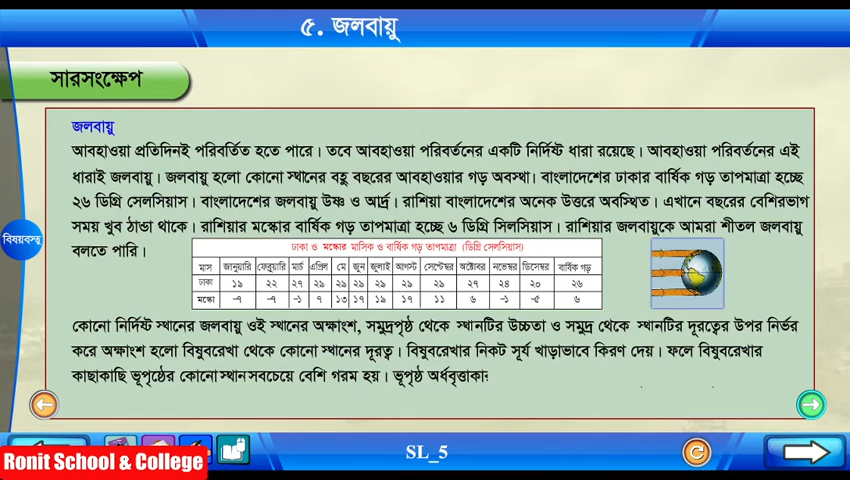 ৫. জলবায়ু
সারসংক্ষেপ
জলবায়ু
আবহাওয়া প্রতিদিনই পরিবর্তিত হতে পারে। তবে আবহাওয়া পরিবর্তনের একটি নির্দিষ্ট ধারা রয়েছে। আবহাওয়া পরিবর্তনের এই
ধারাই জলবায়ু। জলবায়ু হলো কোনো স্থানের বহু বছরের আবহাওয়ার গড় অবস্থা। বাংলাদেশের ঢাকার বার্ষিক গড় তাপমাত্রা হচ্ছে
২৬ ডিগ্রি সেলসিয়াস। বাংলাদেশের জলবায়ু উষ্ণ ও আর্দ্র। রাশিয়া বাংলাদেশের অনেক উত্তরে অবস্থিত। এখানে বছরের বেশিরভাগ
সময় খুব ঠান্ডা থাকে। রাশিয়ার মস্কোর বার্ষিক গড় তাপমাত্রা হচ্ছে ৬ ডিগ্রি সিলসিয়াস। রাশিয়ার জলবায়ুকে আমরা শীতল জলবায়ু
বলতে পারি।
ঢাকা ও মস্কোর মাসিক ও বার্ষিক গড় তাপমাত্রা (ডিগ্রি সেলসিয়াস)
মাস জানুয়ারি ফেব্রুয়ারি মার্চ এপ্রিল মে জুন জুলাই আগস্ট সেপ্টেম্বর অক্টোবর নভেম্বর ডিসেম্বর বার্ষিক গড়
ঢাকা ১৯ ২২ ২৭ ২৯ ২৯ ২৯ ২৯ ২৯ ২৯ ২৭ ২৪ ২০ ২৬
মস্কো -৭ -৭ -১ ৭ ১৩ ১৭ ১৯ ১৭ ১১ ৬ -১ -৫ ৬
কোনো নির্দিষ্ট স্থানের জলবায়ু ওই স্থানের অক্ষাংশ, সমুদ্রপৃষ্ঠ থেকে স্থানটির উচ্চতা ও সমুদ্র থেকে স্থানটির দূরত্বের উপর নির্ভর
করে অক্ষাংশ হলো বিষুবরেখা থেকে কোনো স্থানের দূরত্ব। বিষুবরেখার নিকট সূর্য খাড়াভাবে কিরণ দেয়। ফলে বিষুবরেখার
কাছাকাছি ভূপৃষ্ঠের কোনো স্থান সবচেয়ে বেশি গরম হয়। ভূপৃষ্ঠ অর্ধবৃত্তাকার
বিষয়বস্তু
SL_5
Ronit School & College